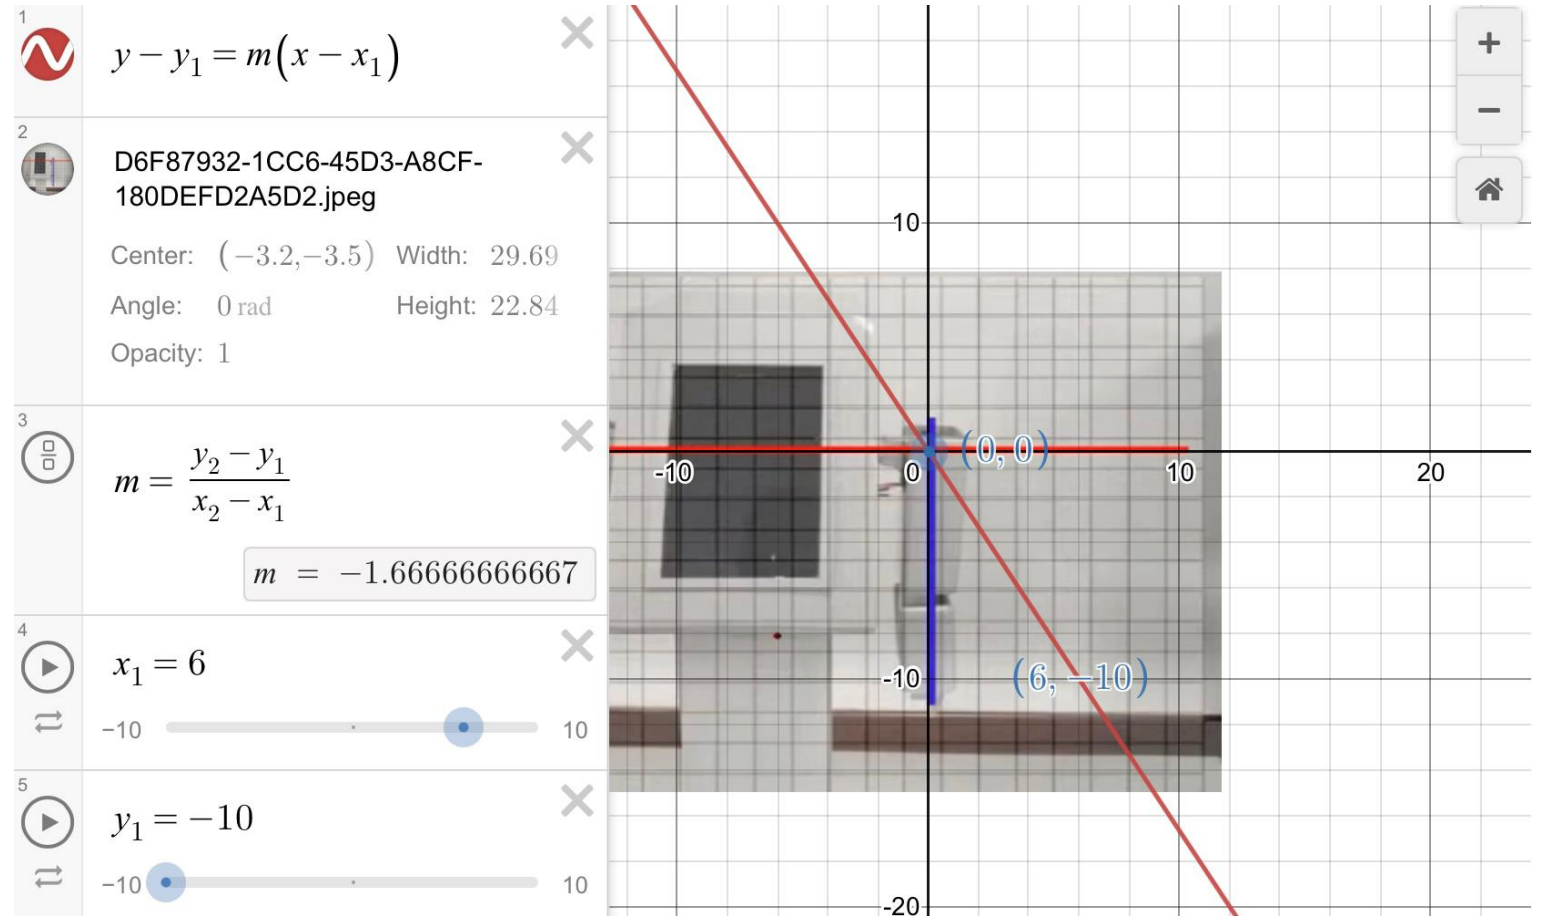 1
y − y₁ = m(x − x₁)
2
D6F87932-1CC6-45D3-A8CF-
180DEFD2A5D2.jpeg
Center: (−3.2,−3.5) Width: 29.69
Angle: 0 rad Height: 22.84
Opacity: 1
3
m = (y₂ − y₁)/(x₂ − x₁)
m = −1.66666666667
4
x₁ = 6
−10 10
5
y₁ = −10
−10 10
10
(0, 0)
-10 0 10 20
-10 (6, −10)
-20
+
−